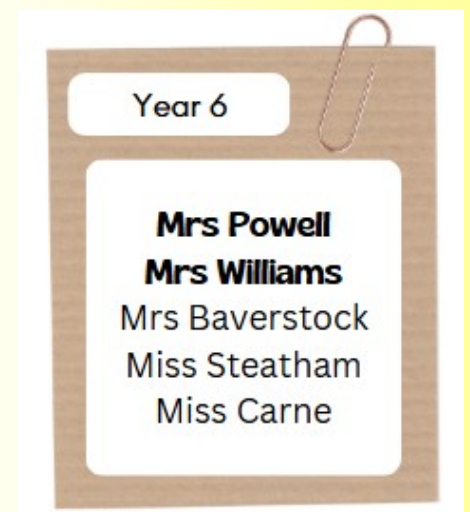 Year 6
Mrs Powell
Mrs Williams
Mrs Baverstock
Miss Steatham
Miss Carne